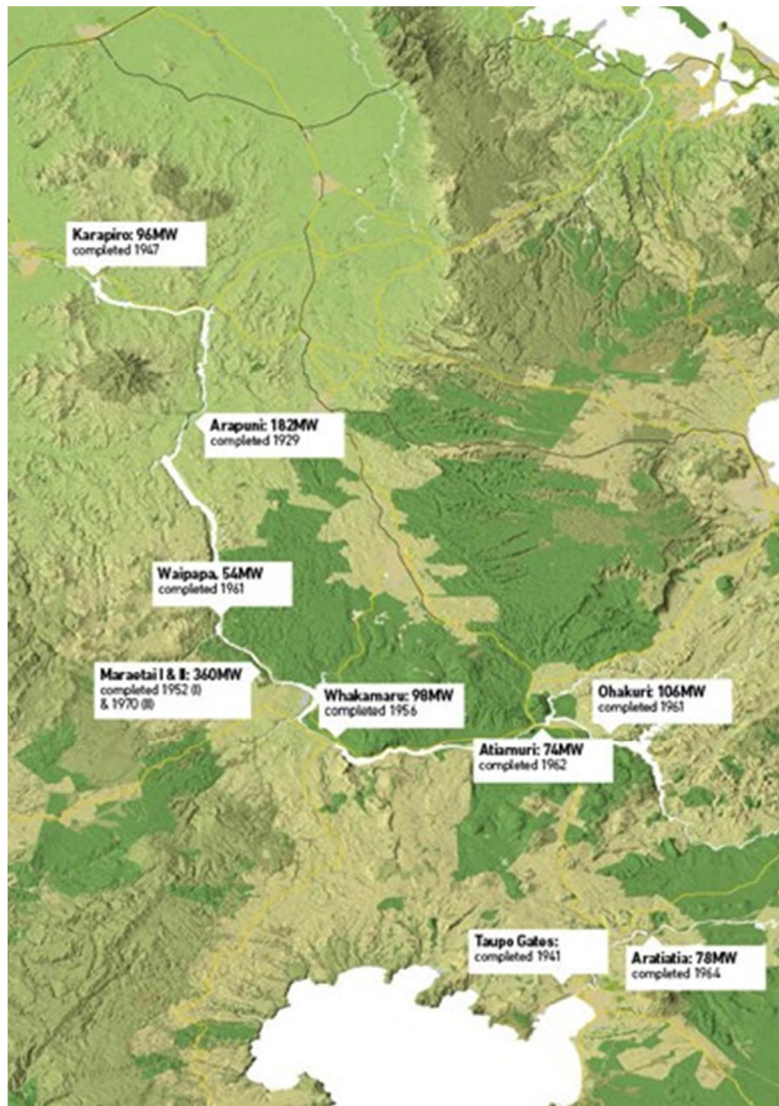 Karapiro: 96MW
completed 1947
Arapuni: 182MW
completed 1929
Waipapa, 54MW
completed 1961
Maraetai I & II: 360MW
completed 1952 (I)
& 1970 (II)
Whakamaru: 98MW
completed 1956
Ohakuri: 106MW
completed 1961
Atiamuri: 74MW
completed 1962
Taupo Gates:
completed 1941
Aratiatia: 78MW
completed 1964